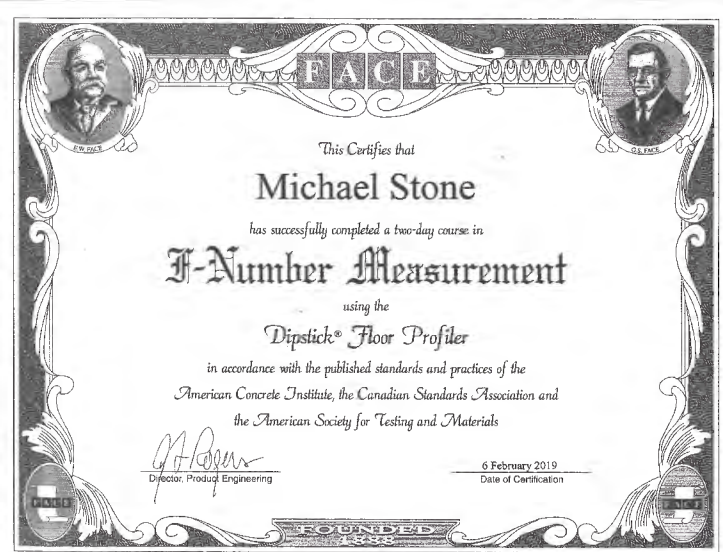 FACE
E.W. FACE
G.S. FACE
This Certifies that
Michael Stone
has successfully completed a two-day course in
F-Number Measurement
using the
Dipstick® Floor Profiler
in accordance with the published standards and practices of the
American Concrete Institute, the Canadian Standards Association and
the American Society for Testing and Materials
Director, Product Engineering
6 February 2019
Date of Certification
FACE
FACE
FOUNDED
1888